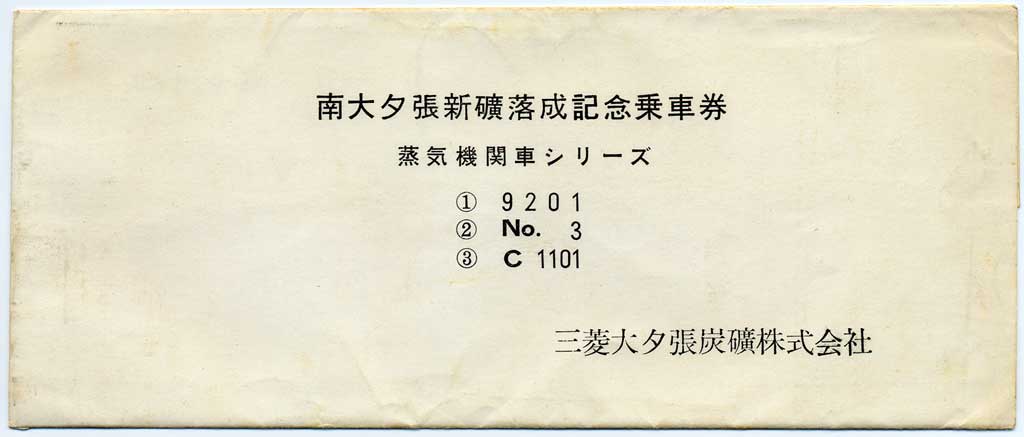 南大夕張新礦落成記念乗車券
蒸気機関車シリーズ
① 9201
② No. 3
③ C 1101
三菱大夕張炭礦株式会社